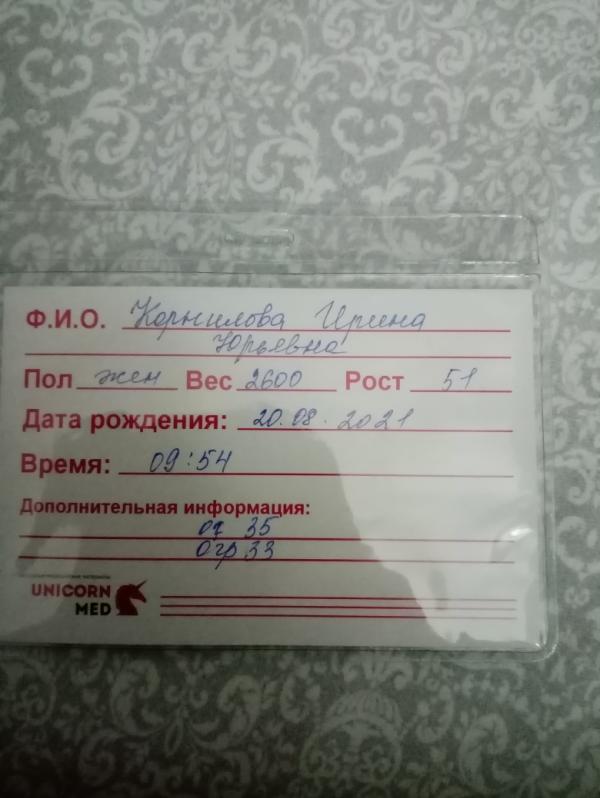 Ф.И.О. Корнилова Ирина
Юрьевна
Пол жен Вес 2600 Рост 51
Дата рождения: 20.08.2021
Время: 09:54
Дополнительная информация:
ог 35
Огр 33
UNICORN
MED